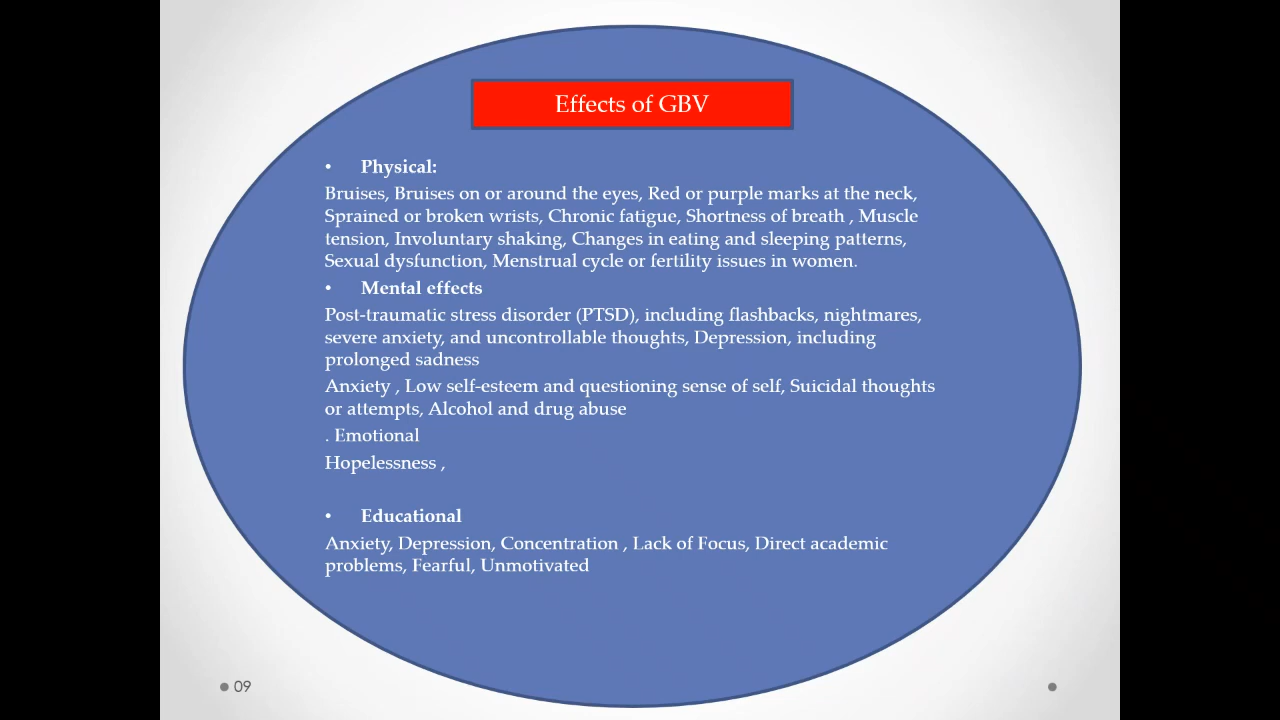 Effects of GBV
• Physical:
Bruises, Bruises on or around the eyes, Red or purple marks at the neck,
Sprained or broken wrists, Chronic fatigue, Shortness of breath , Muscle
tension, Involuntary shaking, Changes in eating and sleeping patterns,
Sexual dysfunction, Menstrual cycle or fertility issues in women.
• Mental effects
Post-traumatic stress disorder (PTSD), including flashbacks, nightmares,
severe anxiety, and uncontrollable thoughts, Depression, including
prolonged sadness
Anxiety , Low self-esteem and questioning sense of self, Suicidal thoughts
or attempts, Alcohol and drug abuse
. Emotional
Hopelessness ,
• Educational
Anxiety, Depression, Concentration , Lack of Focus, Direct academic
problems, Fearful, Unmotivated
09